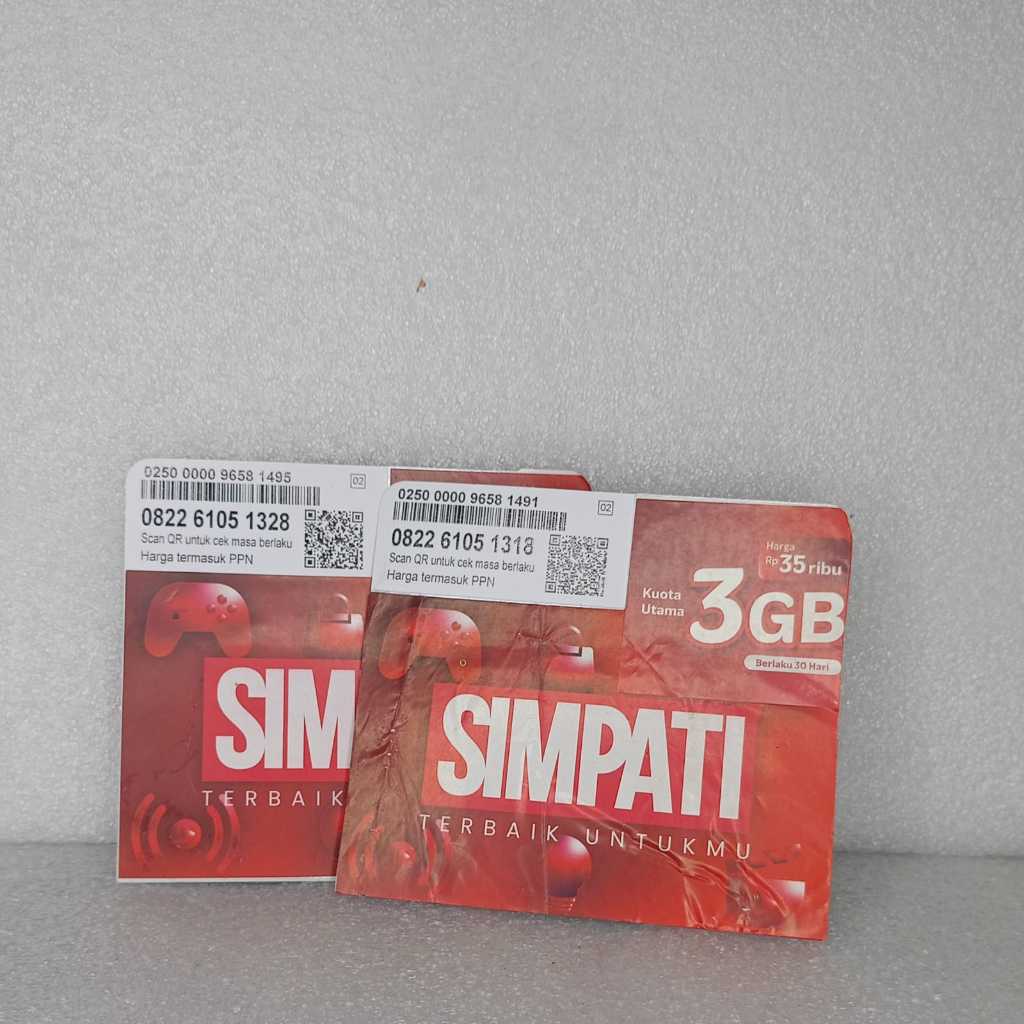 0250 0000 9658 1495
02
0822 6105 1328
Scan QR untuk cek masa berlaku
Harga termasuk PPN
SIM
TERBAIK
0250 0000 9658 1491
02
0822 6105 1318
Scan QR untuk cek masa berlaku
Harga termasuk PPN
Harga
Rp 35 ribu
Kuota
Utama
3GB
Berlaku 30 Hari
SIMPATI
TERBAIK UNTUKMU